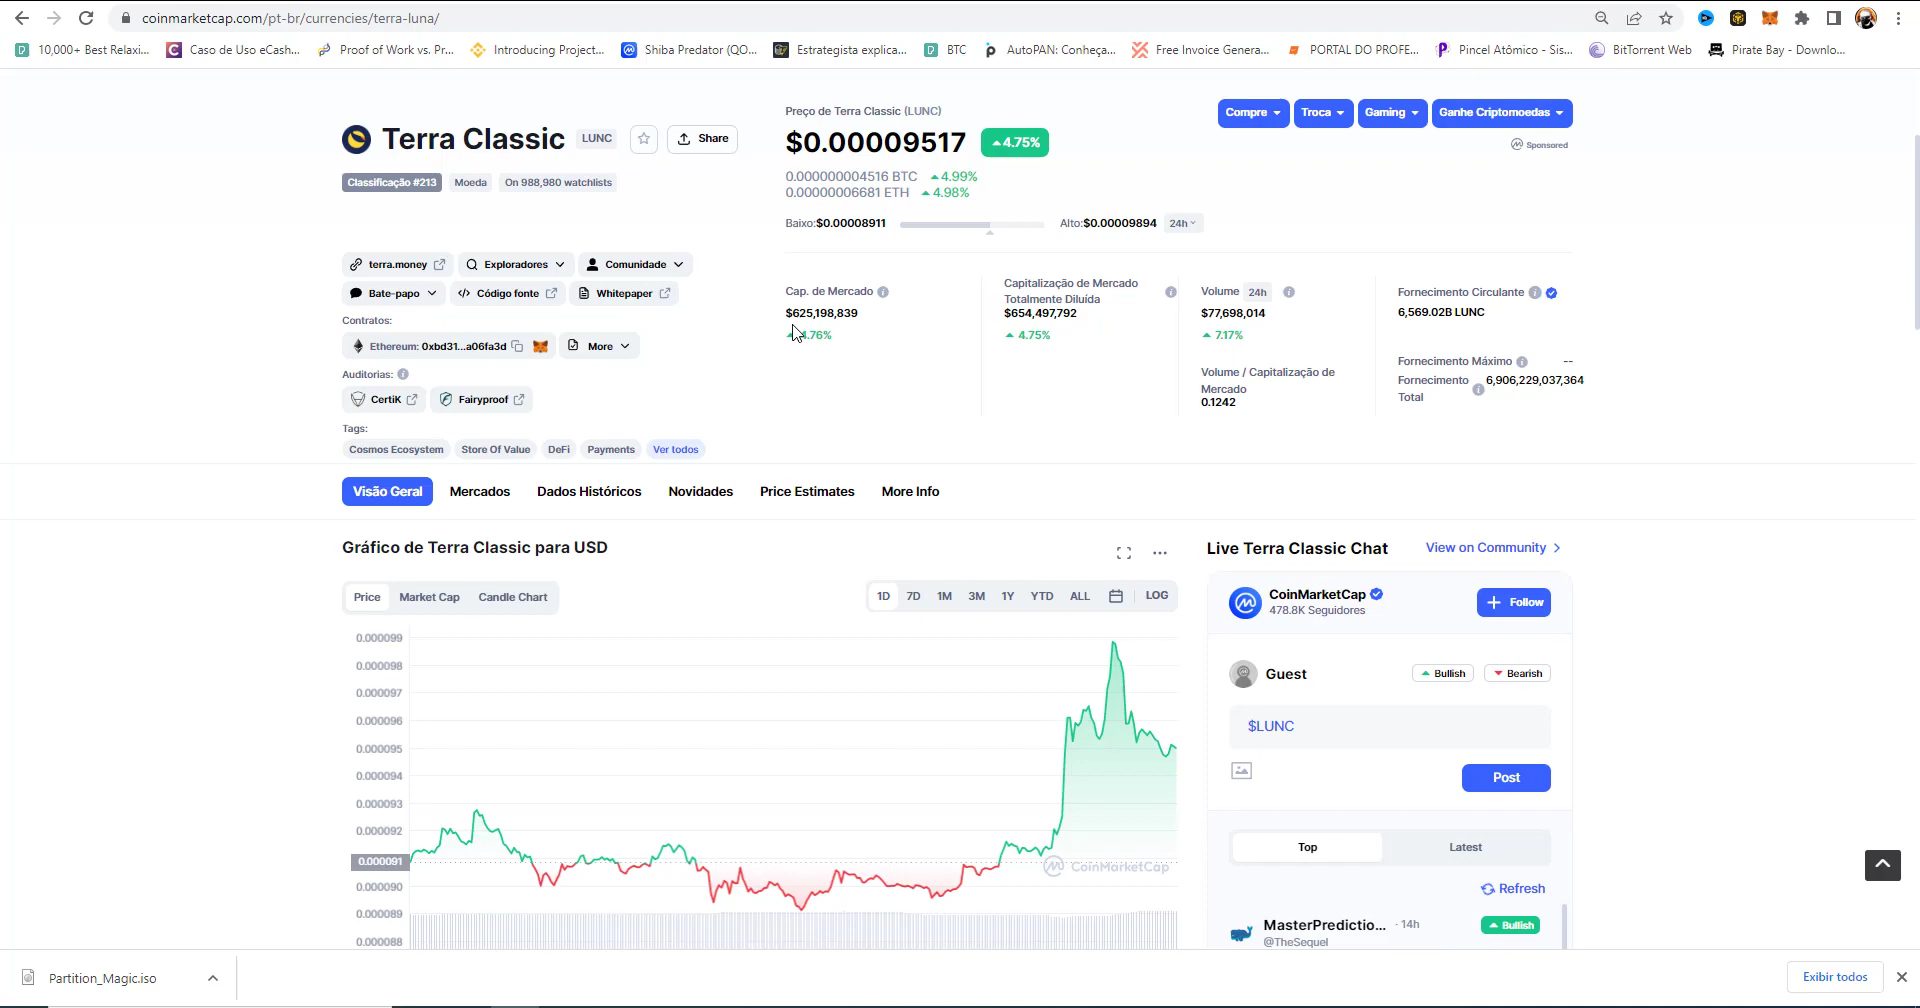 coinmarketcap.com/pt-br/currencies/terra-luna/
10,000+ Best Relaxi...
Caso de Uso eCash...
Proof of Work vs. Pr...
Introducing Project...
Shiba Predator (QO...
Estrategista explica...
BTC
AutoPAN: Conheça...
Free Invoice Genera...
PORTAL DO PROFE...
Pincel Atômico - Sis...
BitTorrent Web
Pirate Bay - Downlo...
Terra Classic LUNC
Share
Classificação #213
Moeda
On 988,980 watchlists
Preço de Terra Classic (LUNC)
$0.00009517 4.75%
0.000000004516 BTC 4.99%
0.00000006681 ETH 4.98%
Baixo:$0.00008911
Alto:$0.00009894
24h
Compre
Troca
Gaming
Ganhe Criptomoedas
Sponsored
terra.money
Exploradores
Comunidade
Bate-papo
Código fonte
Whitepaper
Contratos:
Ethereum: 0xbd31...a06fa3d
More
Auditorias:
CertiK
Fairyproof
Tags:
Cosmos Ecosystem
Store Of Value
DeFi
Payments
Ver todos
Cap. de Mercado
$625,198,839
4.76%
Capitalização de Mercado
Totalmente Diluída
$654,497,792
4.75%
Volume 24h
$77,698,014
7.17%
Volume / Capitalização de
Mercado
0.1242
Fornecimento Circulante
6,569.02B LUNC
Fornecimento Máximo --
Fornecimento
Total
6,906,229,037,364
Visão Geral
Mercados
Dados Históricos
Novidades
Price Estimates
More Info
Gráfico de Terra Classic para USD
Price
Market Cap
Candle Chart
1D
7D
1M
3M
1Y
YTD
ALL
LOG
0.000099
0.000098
0.000097
0.000096
0.000095
0.000094
0.000093
0.000092
0.000091
0.000090
0.000089
0.000088
CoinMarketCap
Live Terra Classic Chat
View on Community
CoinMarketCap
478.8K Seguidores
Follow
Guest
Bullish
Bearish
$LUNC
Post
Top
Latest
Refresh
MasterPredictio... · 14h
@TheSequel
Bullish
Partition_Magic.iso
Exibir todos